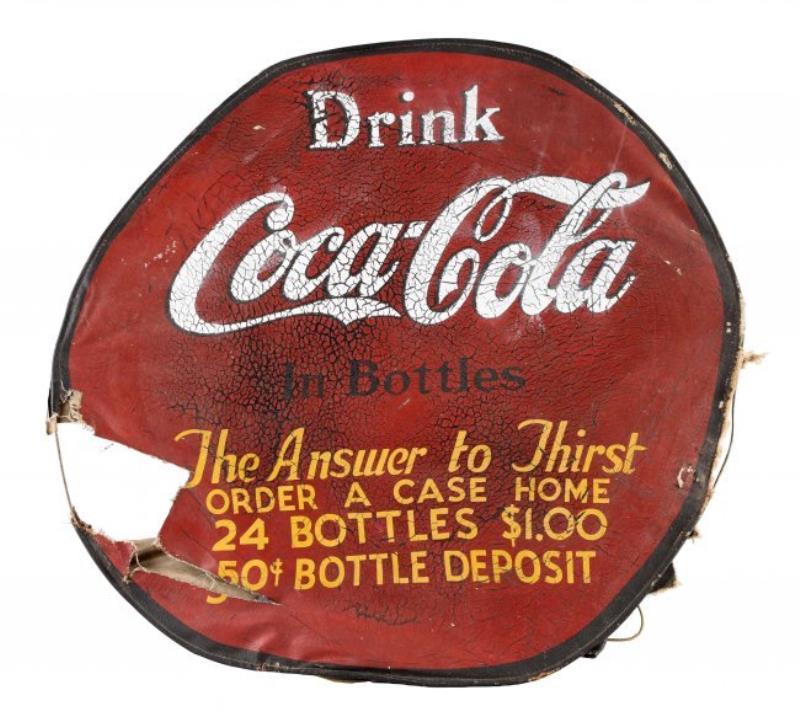 Drink
Coca-Cola
In Bottles
The Answer to Thirst
ORDER A CASE HOME
24 BOTTLES $1.00
50¢ BOTTLE DEPOSIT